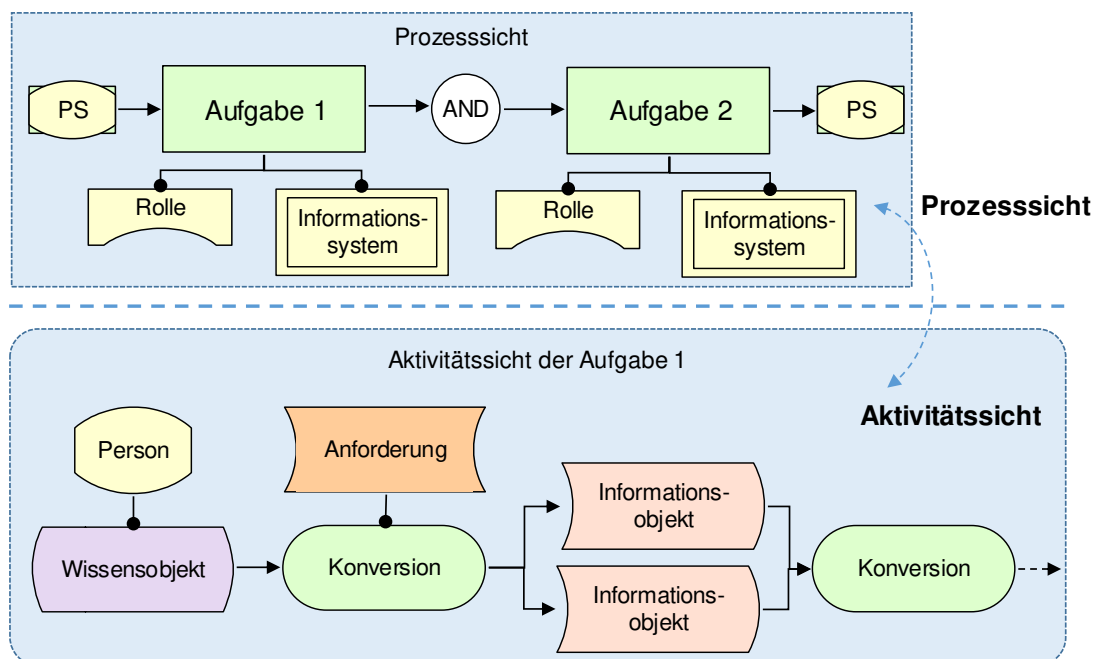 Prozesssicht
PS
Aufgabe 1
AND
Aufgabe 2
PS
Rolle
Informations-
system
Rolle
Informations-
system
Prozesssicht
Aktivitätssicht der Aufgabe 1
Aktivitätssicht
Person
Anforderung
Wissensobjekt
Konversion
Informations-
objekt
Informations-
objekt
Konversion